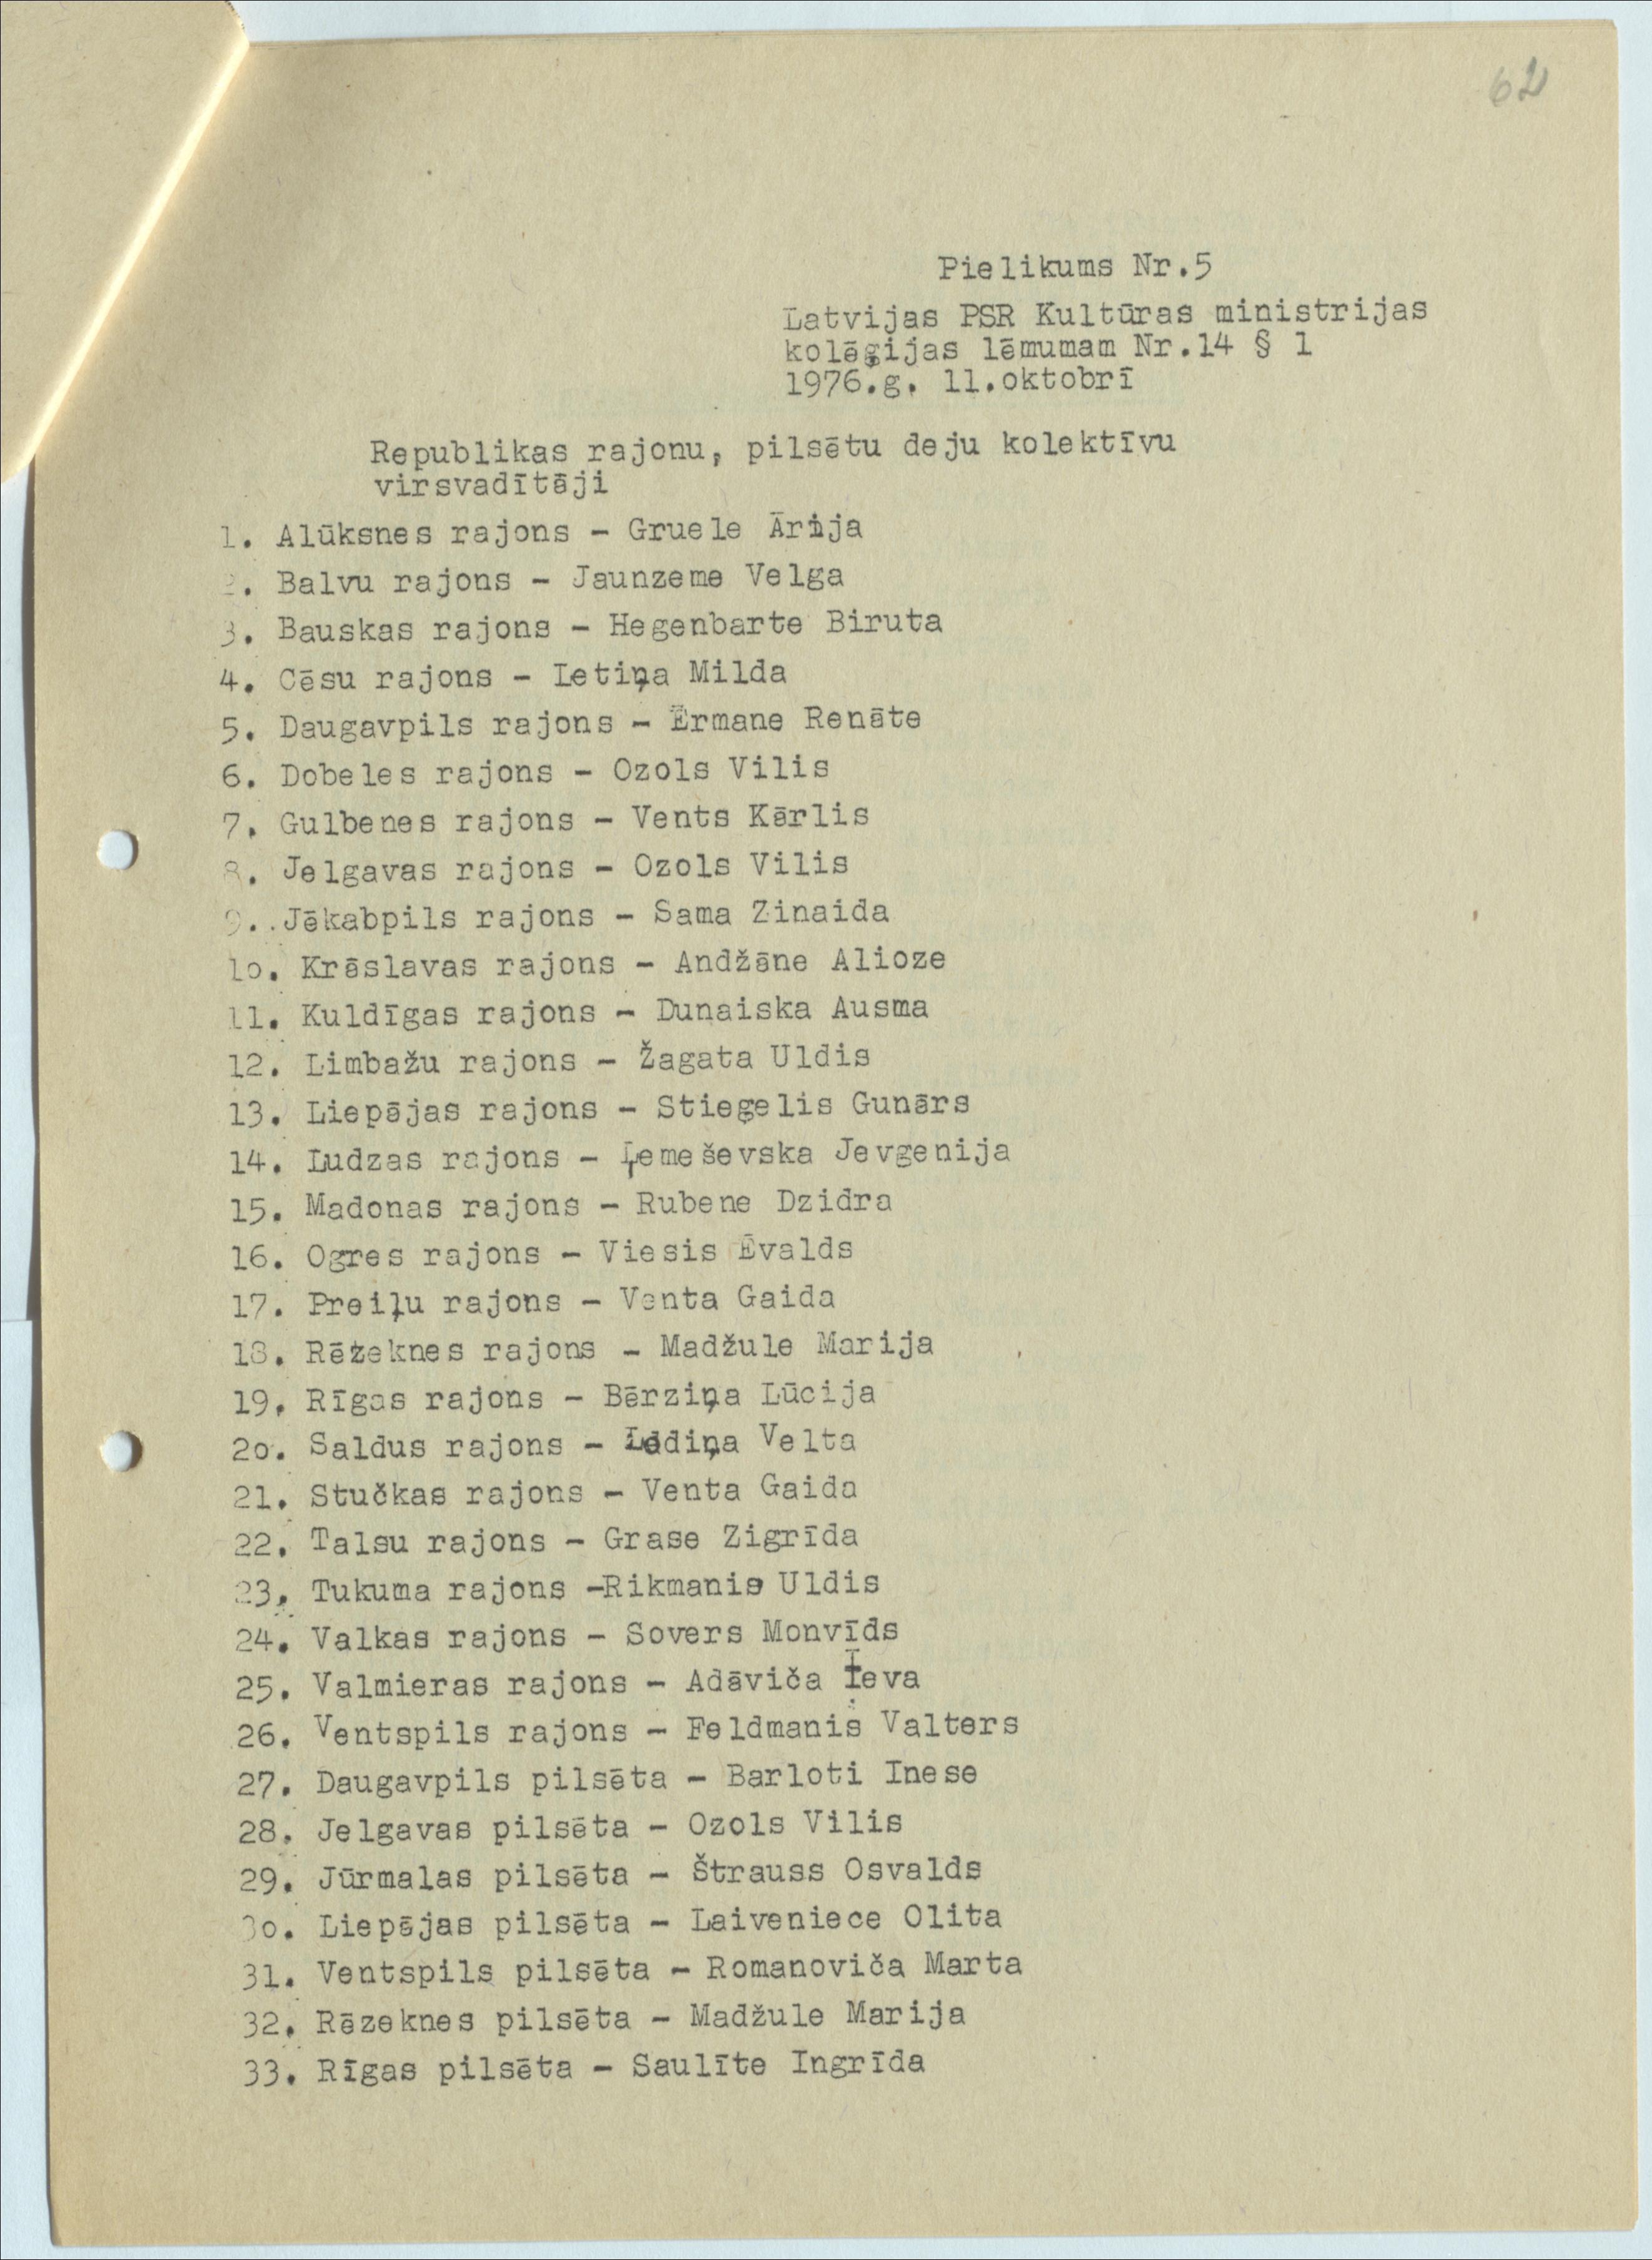 62
Pielikums Nr.5
Latvijas PSR Kultūras ministrijas
kolēģijas lēmumam Nr.14 § 1
1976.g. 11.oktobrī
Republikas rajonu, pilsētu deju kolektīvu
virsvadītāji
1. Alūksnes rajons - Gruele Ārija
2. Balvu rajons - Jaunzeme Velga
3. Bauskas rajons - Hegenbarte Biruta
4. Cēsu rajons - Letiņa Milda
5. Daugavpils rajons - Ērmane Renāte
6. Dobeles rajons - Ozols Vilis
7. Gulbenes rajons - Vents Kārlis
8. Jelgavas rajons - Ozols Vilis
9. Jēkabpils rajons - Sama Zinaida
1o. Krāslavas rajons - Andžāne Alioze
11. Kuldīgas rajons - Dunaiska Ausma
12. Limbažu rajons - Žagata Uldis
13. Liepājas rajons - Stieģelis Gunārs
14. Ludzas rajons - Ļemeševska Jevgenija
15. Madonas rajons - Rubene Dzidra
16. Ogres rajons - Viesis Ēvalds
17. Preiļu rajons - Venta Gaida
18. Rēzeknes rajons - Madžule Marija
19. Rīgas rajons - Bērziņa Lūcija
2o. Saldus rajons - Lediņa Velta
21. Stučkas rajons - Venta Gaida
22. Talsu rajons - Grase Zigrīda
23. Tukuma rajons -Rikmanis Uldis
24. Valkas rajons - Sovers Monvīds
25. Valmieras rajons - Adāviča Ieva
26. Ventspils rajons - Feldmanis Valters
27. Daugavpils pilsēta - Barloti Inese
28. Jelgavas pilsēta - Ozols Vilis
29. Jūrmalas pilsēta - Štrauss Osvalds
3o. Liepājas pilsēta - Laiveniece Olita
31. Ventspils pilsēta - Romanoviča Marta
32. Rēzeknes pilsēta - Madžule Marija
33. Rīgas pilsēta - Saulīte Ingrīda